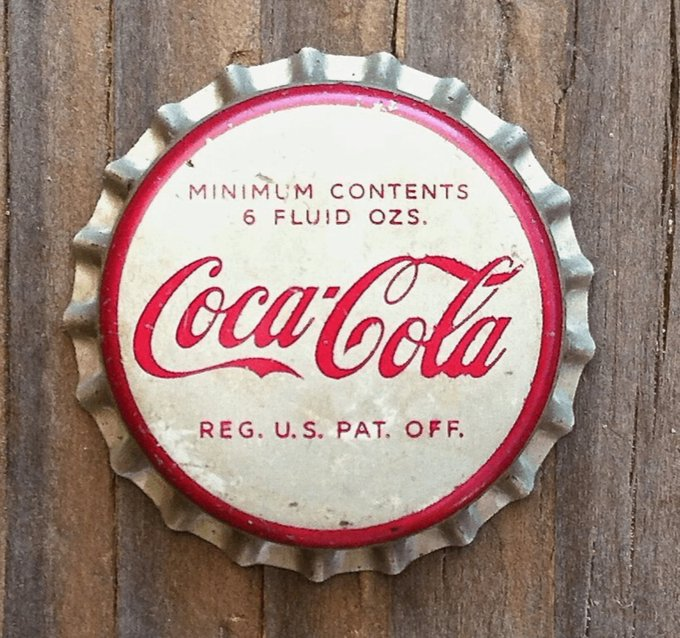 MINIMUM CONTENTS
6 FLUID OZS.
Coca-Cola
REG. U.S. PAT. OFF.